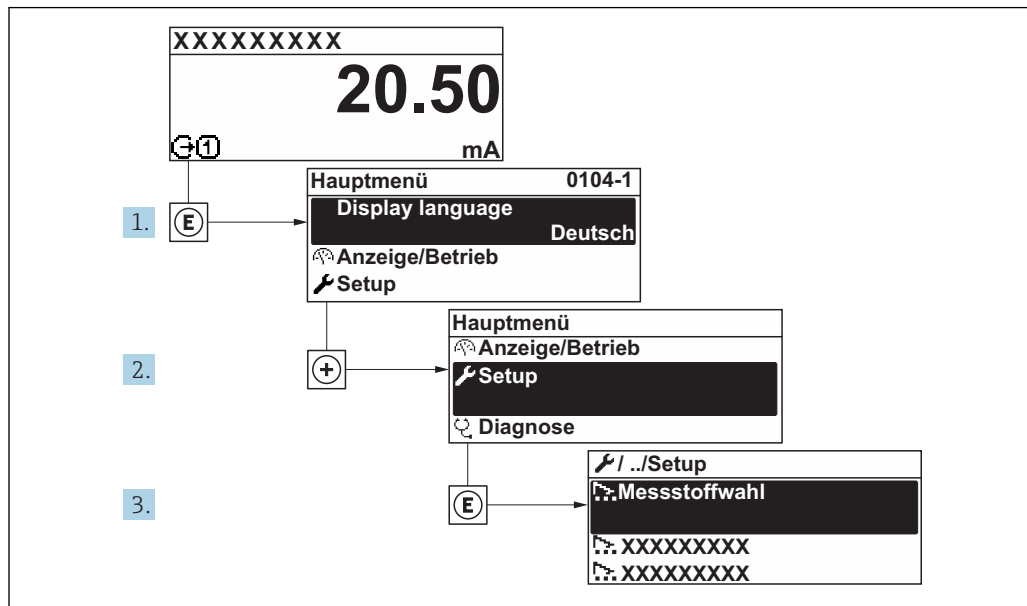 XXXXXXXXX
20.50
1 mA
Hauptmenü 0104-1
1. E Display language
Deutsch
Anzeige/Betrieb
Setup
Hauptmenü
Anzeige/Betrieb
2. + Setup
Diagnose
/ ../Setup
3. E Messstoffwahl
XXXXXXXXX
XXXXXXXXX